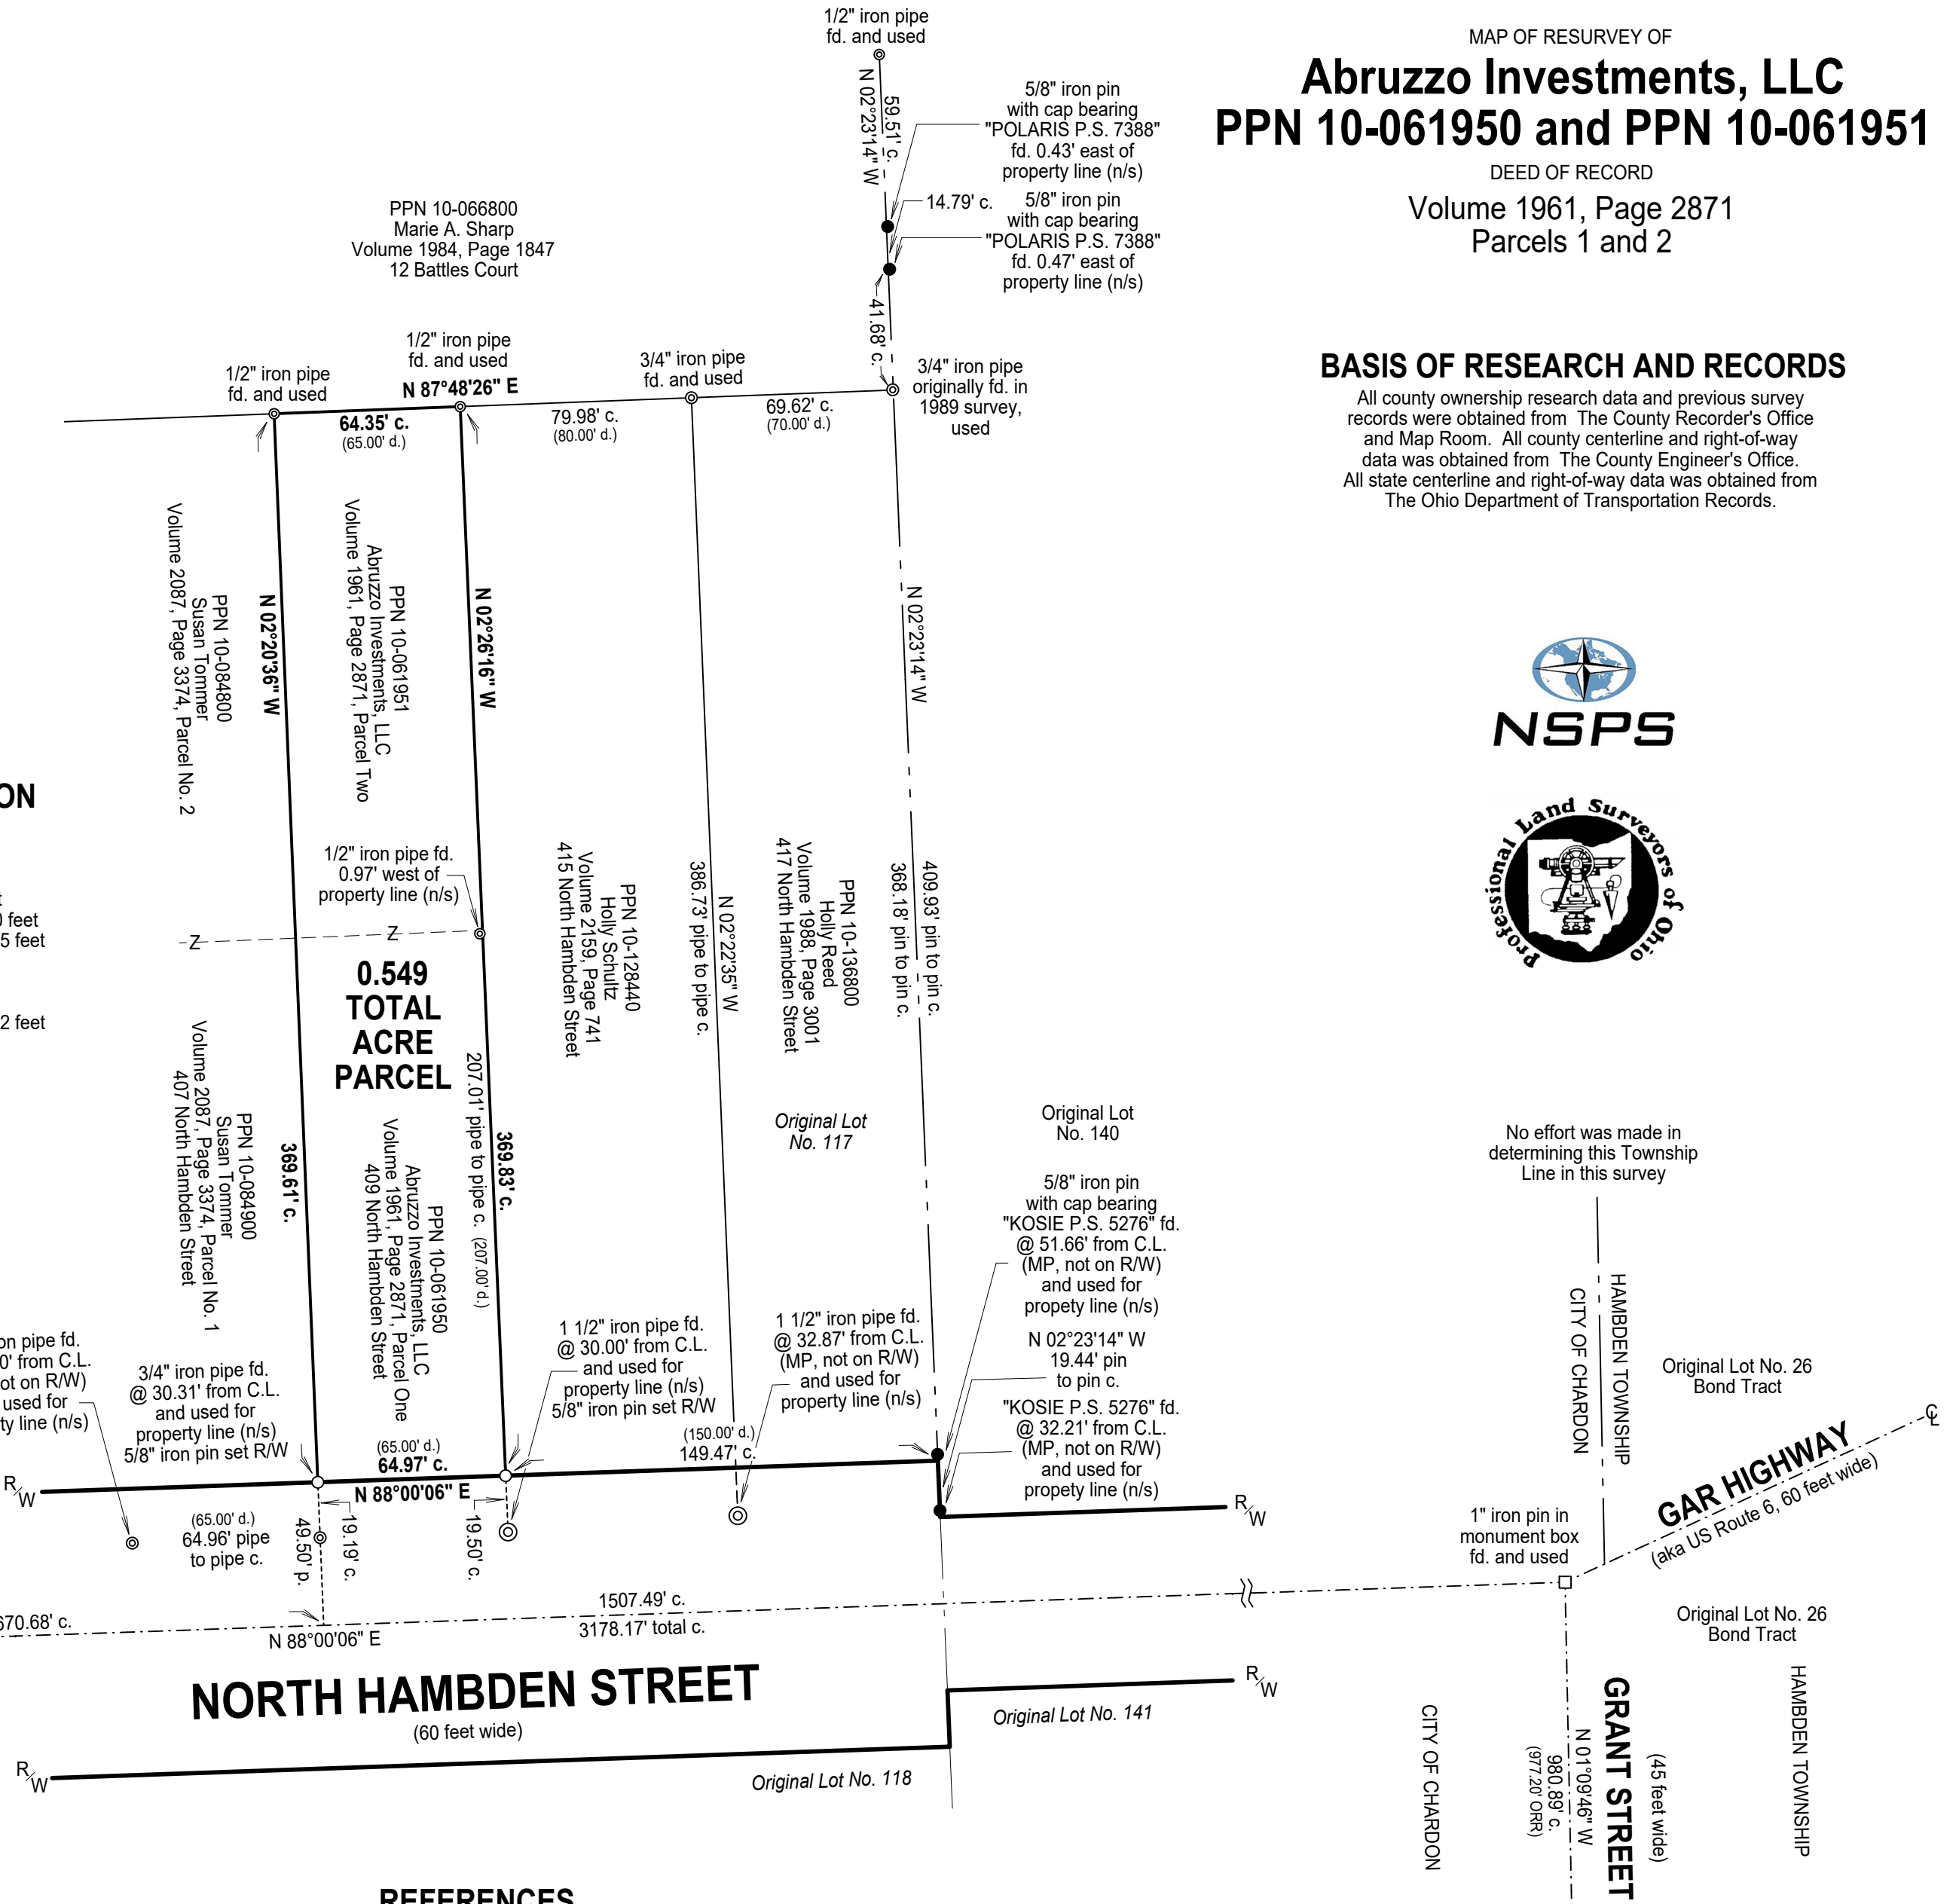 MAP OF RESURVEY OF
Abruzzo Investments, LLC
PPN 10-061950 and PPN 10-061951
DEED OF RECORD
Volume 1961, Page 2871
Parcels 1 and 2
BASIS OF RESEARCH AND RECORDS
All county ownership research data and previous survey
records were obtained from The County Recorder's Office
and Map Room. All county centerline and right-of-way
data was obtained from The County Engineer's Office.
All state centerline and right-of-way data was obtained from
The Ohio Department of Transportation Records.
NSPS
Professional Land Surveyors of Ohio
1/2" iron pipe
fd. and used
N 02°23'14" W
59.51' c.
5/8" iron pin
with cap bearing
"POLARIS P.S. 7388"
fd. 0.43' east of
property line (n/s)
14.79' c.
5/8" iron pin
with cap bearing
"POLARIS P.S. 7388"
fd. 0.47' east of
property line (n/s)
41.68' c.
PPN 10-066800
Marie A. Sharp
Volume 1984, Page 1847
12 Battles Court
1/2" iron pipe
fd. and used
1/2" iron pipe
fd. and used
N 87°48'26" E
3/4" iron pipe
fd. and used
3/4" iron pipe
originally fd. in
1989 survey,
used
64.35' c.
(65.00' d.)
79.98' c.
(80.00' d.)
69.62' c.
(70.00' d.)
PPN 10-084800
Susan Tommer
Volume 2087, Page 3374, Parcel No. 2
N 02°20'36" W
PPN 10-061951
Abruzzo Investments, LLC
Volume 1961, Page 2871, Parcel Two
N 02°26'16" W
N 02°23'14" W
ON
0 feet
5 feet
2 feet
1/2" iron pipe fd.
0.97' west of
property line (n/s)
Z
Z
0.549
TOTAL
ACRE
PARCEL
PPN 10-128440
Holly Schultz
Volume 2159, Page 741
415 North Hambden Street
386.73' pipe to pipe c.
N 02°22'35" W
PPN 10-136800
Holly Reed
Volume 1988, Page 3001
417 North Hambden Street
368.18' pin to pin c.
409.93' pin to pin c.
PPN 10-084900
Susan Tommer
Volume 2087, Page 3374, Parcel No. 1
407 North Hambden Street
369.61' c.
PPN 10-061950
Abruzzo Investments, LLC
Volume 1961, Page 2871, Parcel One
409 North Hambden Street
207.01' pipe to pipe c. (207.00' d.)
369.83' c.
Original Lot
No. 117
Original Lot
No. 140
5/8" iron pin
with cap bearing
"KOSIE P.S. 5276" fd.
@ 51.66' from C.L.
(MP, not on R/W)
and used for
propety line (n/s)
N 02°23'14" W
19.44' pin
to pin c.
"KOSIE P.S. 5276" fd.
@ 32.21' from C.L.
(MP, not on R/W)
and used for
propety line (n/s)
No effort was made in
determining this Township
Line in this survey
CITY OF CHARDON
HAMBDEN TOWNSHIP
Original Lot No. 26
Bond Tract
GAR HIGHWAY
(aka US Route 6, 60 feet wide)
CL
1" iron pin in
monument box
fd. and used
on pipe fd.
0' from C.L.
ot on R/W)
used for
ty line (n/s)
3/4" iron pipe fd.
@ 30.31' from C.L.
and used for
property line (n/s)
5/8" iron pin set R/W
1 1/2" iron pipe fd.
@ 30.00' from C.L.
and used for
property line (n/s)
5/8" iron pin set R/W
1 1/2" iron pipe fd.
@ 32.87' from C.L.
(MP, not on R/W)
and used for
property line (n/s)
(65.00' d.)
64.97' c.
N 88°00'06" E
(150.00' d.)
149.47' c.
R/W
R/W
(65.00' d.)
64.96' pipe
to pipe c.
49.50' p.
19.19' c.
19.50' c.
670.68' c.
N 88°00'06" E
1507.49' c.
3178.17' total c.
NORTH HAMBDEN STREET
(60 feet wide)
R/W
R/W
Original Lot No. 118
Original Lot No. 141
Original Lot No. 26
Bond Tract
CITY OF CHARDON
(977.20' ORR)
980.89' c.
N 01°09'46" W
GRANT STREET
(45 feet wide)
HAMBDEN TOWNSHIP
REFERENCES